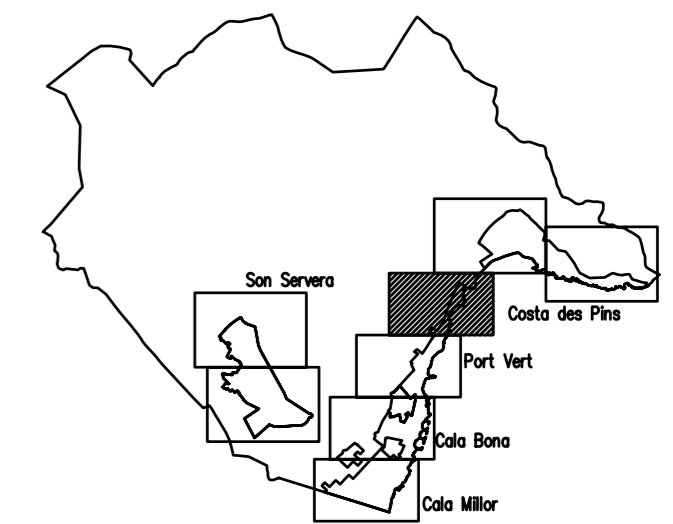 Son Servera
Costa des Pins
Port Vert
Cala Bona
Cala Millor